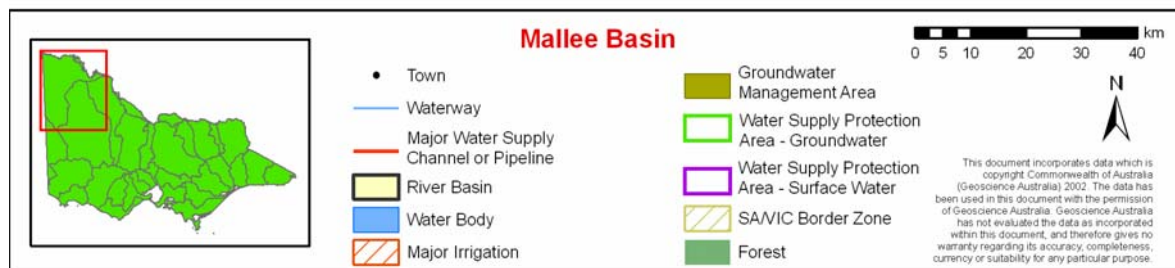 Mallee Basin
km
0 5 10 20 30 40
N
Town
Waterway
Major Water Supply
Channel or Pipeline
River Basin
Water Body
Major Irrigation
Groundwater
Management Area
Water Supply Protection
Area - Groundwater
Water Supply Protection
Area - Surface Water
SA/VIC Border Zone
Forest
This document incorporates data which is
copyright Commonwealth of Australia
(Geoscience Australia) 2002. The data has
been used in this document with the permission
of Geoscience Australia. Geoscience Australia
has not evaluated the data as incorporated
within this document, and therefore gives no
warranty regarding its accuracy, completeness,
currency or suitability for any particular purpose.